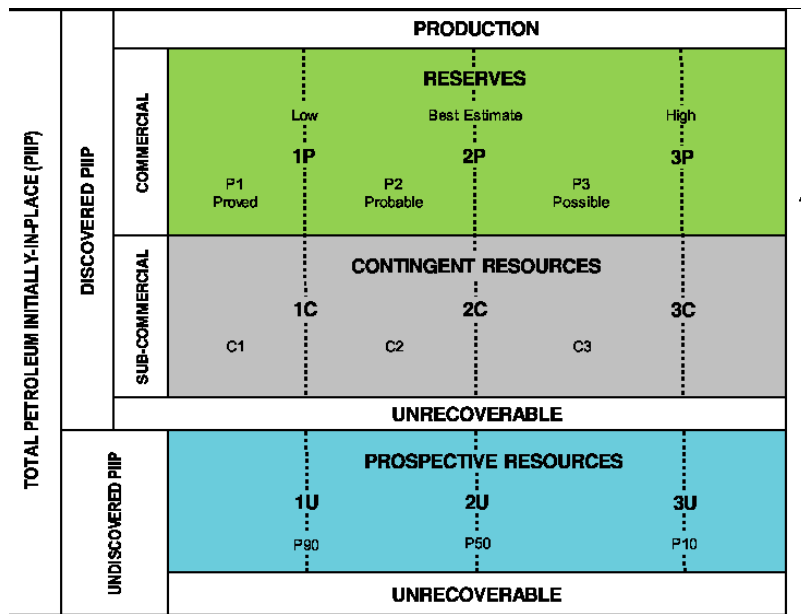 TOTAL PETROLEUM INITIALLY-IN-PLACE (PIIP)
DISCOVERED PIIP
COMMERCIAL
PRODUCTION
RESERVES
Low Best Estimate High
1P 2P 3P
P1 P2 P3
Proved Probable Possible
SUB-COMMERCIAL
CONTINGENT RESOURCES
1C 2C 3C
C1 C2 C3
UNRECOVERABLE
UNDISCOVERED PIIP
PROSPECTIVE RESOURCES
1U 2U 3U
P90 P50 P10
UNRECOVERABLE